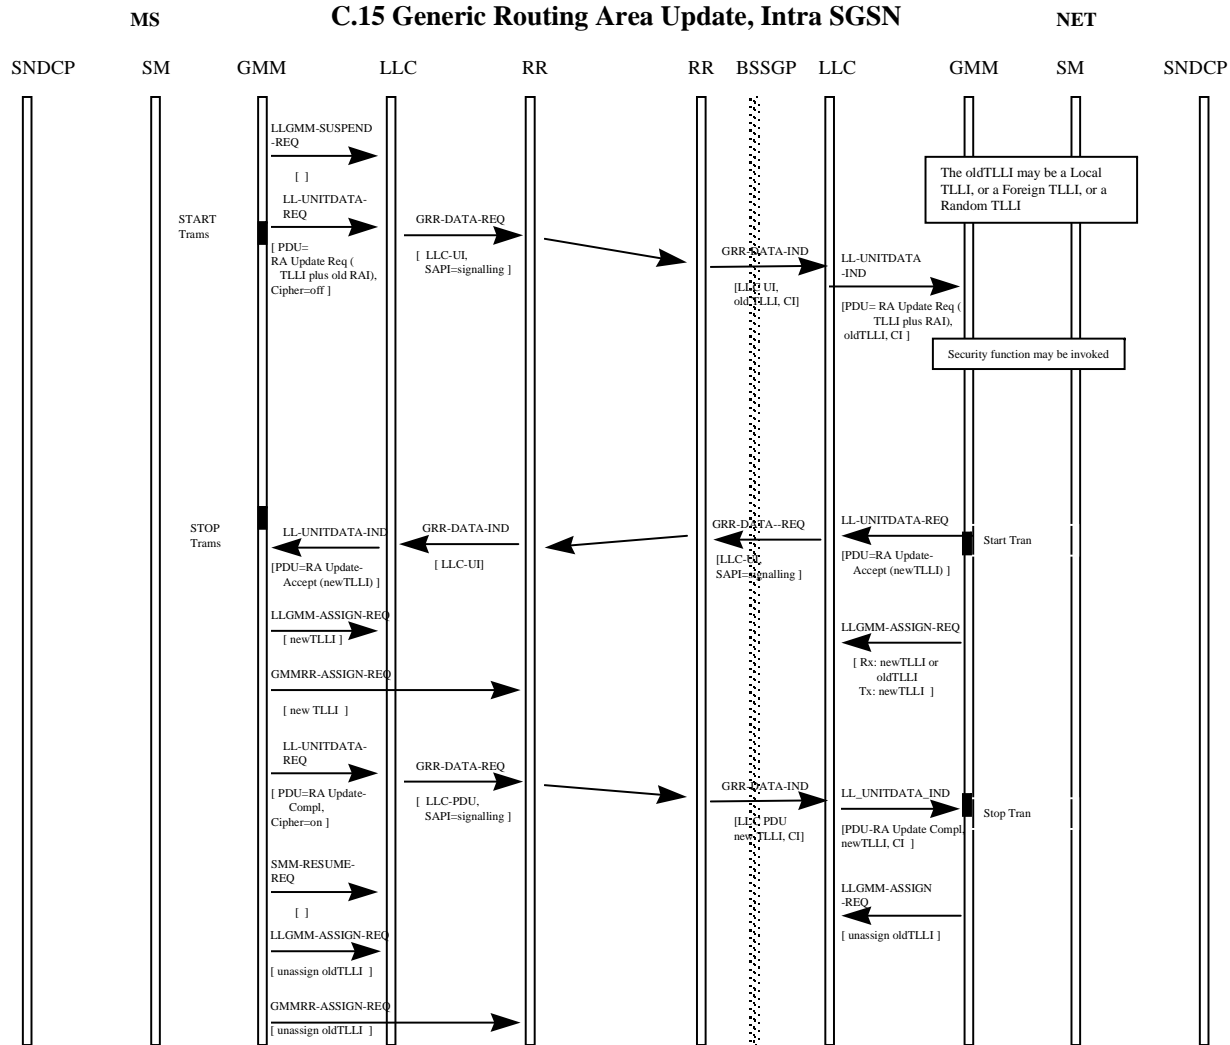 MS
C.15 Generic Routing Area Update, Intra SGSN
NET
SNDCP
SM
GMM
LLC
RR
RR
BSSGP
LLC
GMM
SM
SNDCP
LLGMM-SUSPEND
-REQ
[ ]
The oldTLLI may be a Local
TLLI, or a Foreign TLLI, or a
Random TLLI
START
Trams
LL-UNITDATA-
REQ
[ PDU=
RA Update Req (
TLLI plus old RAI),
Cipher=off ]
GRR-DATA-REQ
[ LLC-UI,
SAPI=signalling ]
GRR-DATA-IND
[LLC UI,
old TLLI, CI]
LL-UNITDATA
-IND
[PDU= RA Update Req (
TLLI plus RAI),
oldTLLI, CI ]
Security function may be invoked
STOP
Trams
LL-UNITDATA-IND
[PDU=RA Update-
Accept (newTLLI) ]
GRR-DATA-IND
[ LLC-UI]
GRR-DATA--REQ
[LLC-UI,
SAPI=signalling ]
LL-UNITDATA-REQ
[PDU=RA Update-
Accept (newTLLI) ]
Start Tran
LLGMM-ASSIGN-REQ
[ newTLLI ]
LLGMM-ASSIGN-REQ
[ Rx: newTLLI or
oldTLLI
Tx: newTLLI ]
GMMRR-ASSIGN-REQ
[ new TLLI ]
LL-UNITDATA-
REQ
[ PDU=RA Update-
Compl,
Cipher=on ]
GRR-DATA-REQ
[ LLC-PDU,
SAPI=signalling ]
GRR-DATA-IND
[LLC PDU
new TLLI, CI]
LL_UNITDATA_IND
[PDU-RA Update Compl,
newTLLI, CI ]
Stop Tran
SMM-RESUME-
REQ
[ ]
LLGMM-ASSIGN
-REQ
[ unassign oldTLLI ]
LLGMM-ASSIGN-REQ
[ unassign oldTLLI ]
GMMRR-ASSIGN-REQ
[ unassign oldTLLI ]